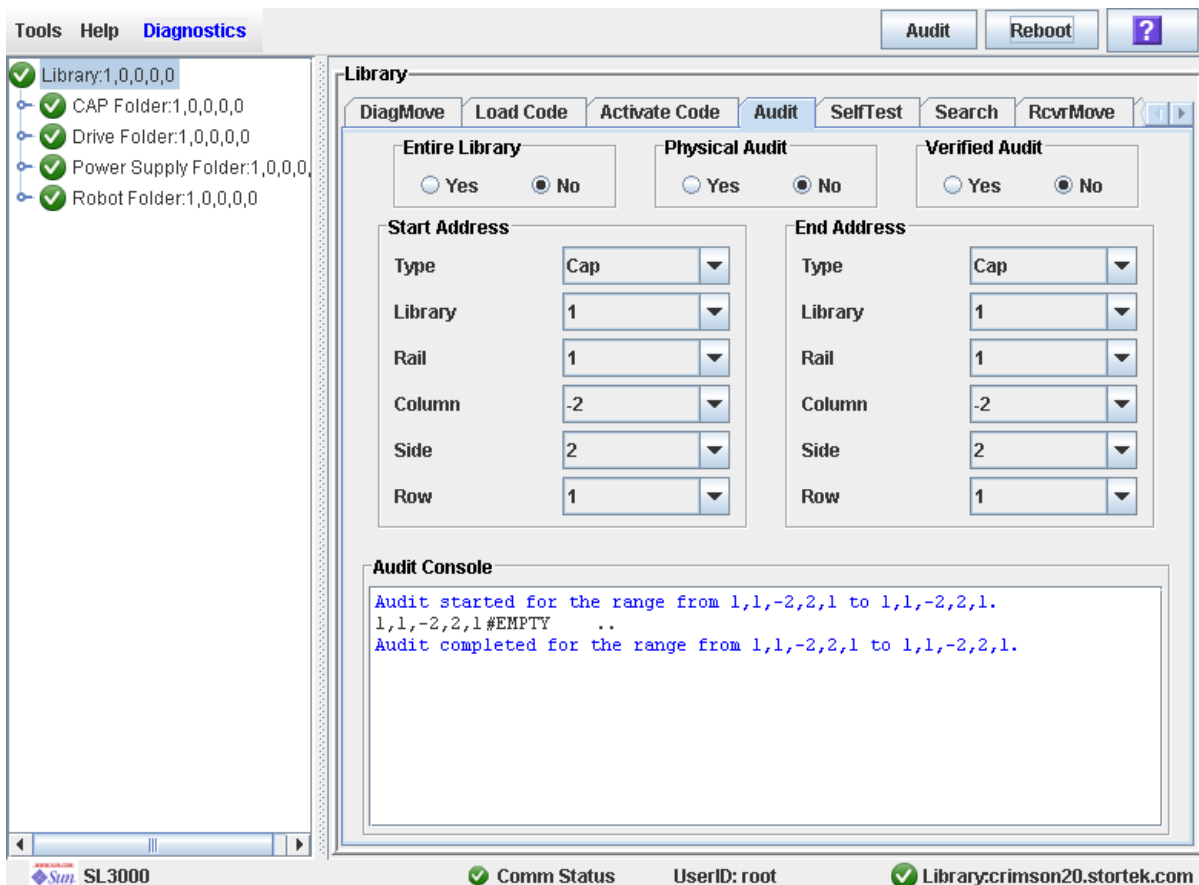 Tools Help Diagnostics Audit Reboot ?
Library:1,0,0,0,0
CAP Folder:1,0,0,0,0
Drive Folder:1,0,0,0,0
Power Supply Folder:1,0,0,0,
Robot Folder:1,0,0,0,0
Library
DiagMove Load Code Activate Code Audit SelfTest Search RcvrMove
Entire Library Physical Audit Verified Audit
Yes No Yes No Yes No
Start Address End Address
Type Cap Type Cap
Library 1 Library 1
Rail 1 Rail 1
Column -2 Column -2
Side 2 Side 2
Row 1 Row 1
Audit Console
Audit started for the range from 1,1,-2,2,1 to 1,1,-2,2,1.
1,1,-2,2,1#EMPTY ..
Audit completed for the range from 1,1,-2,2,1 to 1,1,-2,2,1.
Sun SL3000 Comm Status UserID: root Library:crimson20.stortek.com